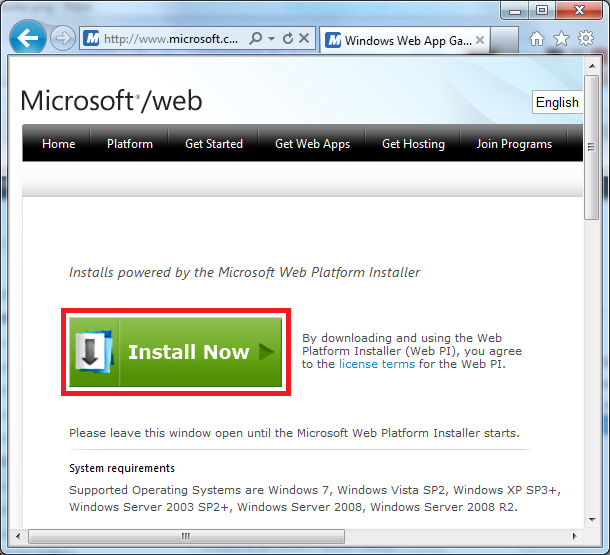 http://www.microsoft.c...
Windows Web App Ga...
Microsoft®/web
English
Home Platform Get Started Get Web Apps Get Hosting Join Programs
Installs powered by the Microsoft Web Platform Installer
Install Now
By downloading and using the Web
Platform Installer (Web PI), you agree
to the license terms for the Web PI.
Please leave this window open until the Microsoft Web Platform Installer starts.
System requirements
Supported Operating Systems are Windows 7, Windows Vista SP2, Windows XP SP3+,
Windows Server 2003 SP2+, Windows Server 2008, Windows Server 2008 R2.